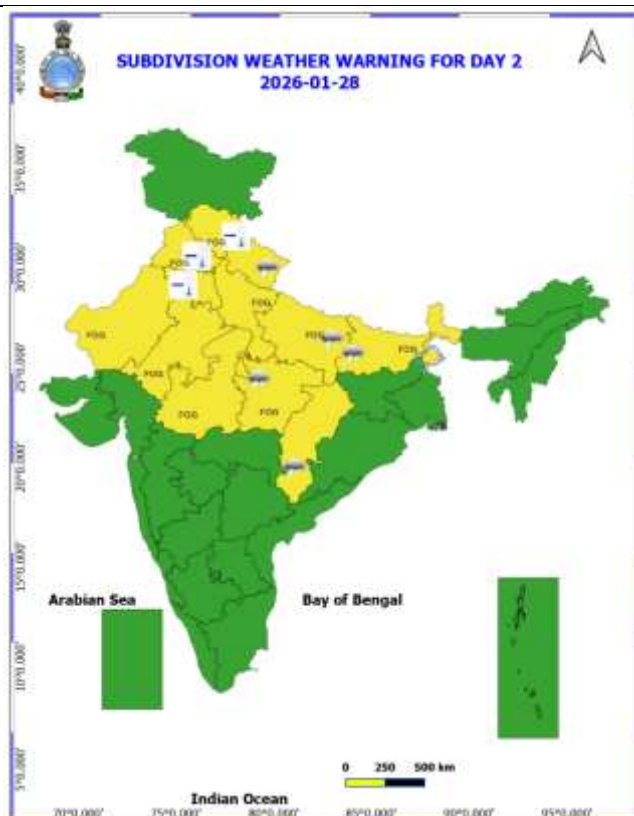 SUBDIVISION WEATHER WARNING FOR DAY 2
2026-01-28
40°0.000'
35°0.000'
30°0.000'
25°0.000'
20°0.000'
15°0.000'
10°0.000'
5°0.000'
FOG
FOG
FOG
FOG
FOG
FOG
FOG
FOG
FOG
Arabian Sea
Bay of Bengal
0 250 500 km
Indian Ocean
70°0.000' 75°0.000' 80°0.000' 85°0.000' 90°0.000' 95°0.000'